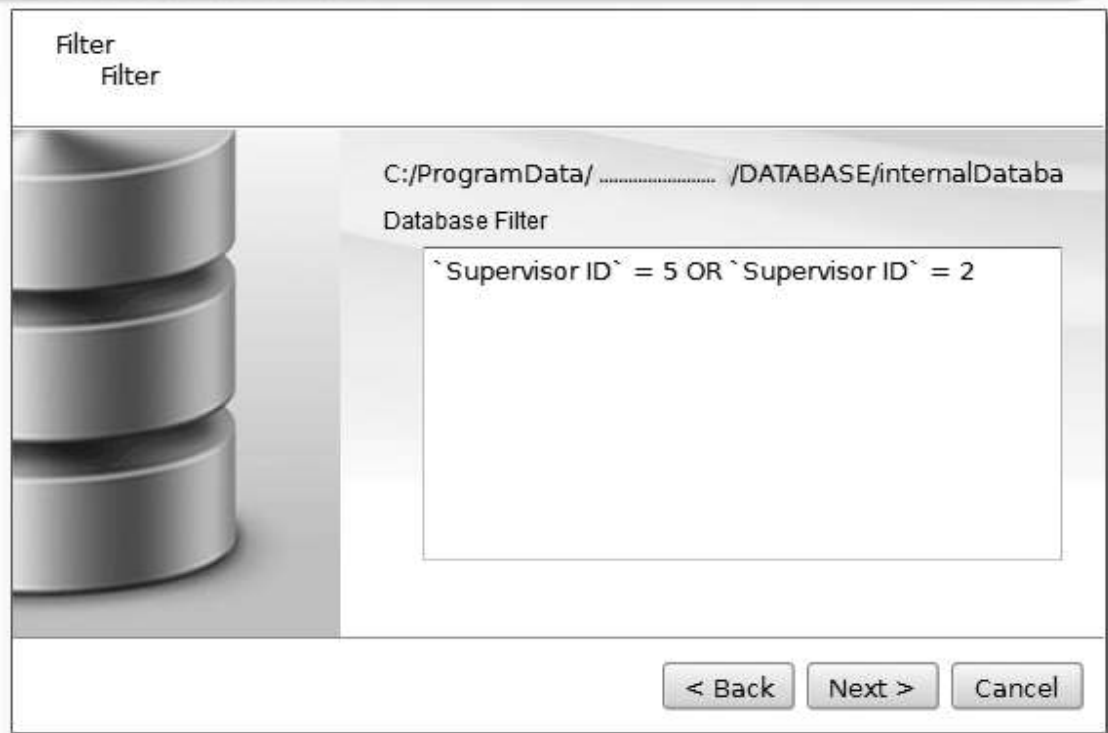 Filter
Filter
C:/ProgramData/ ........................ /DATABASE/internalDataba
Database Filter
`Supervisor ID` = 5 OR `Supervisor ID` = 2
< Back
Next >
Cancel